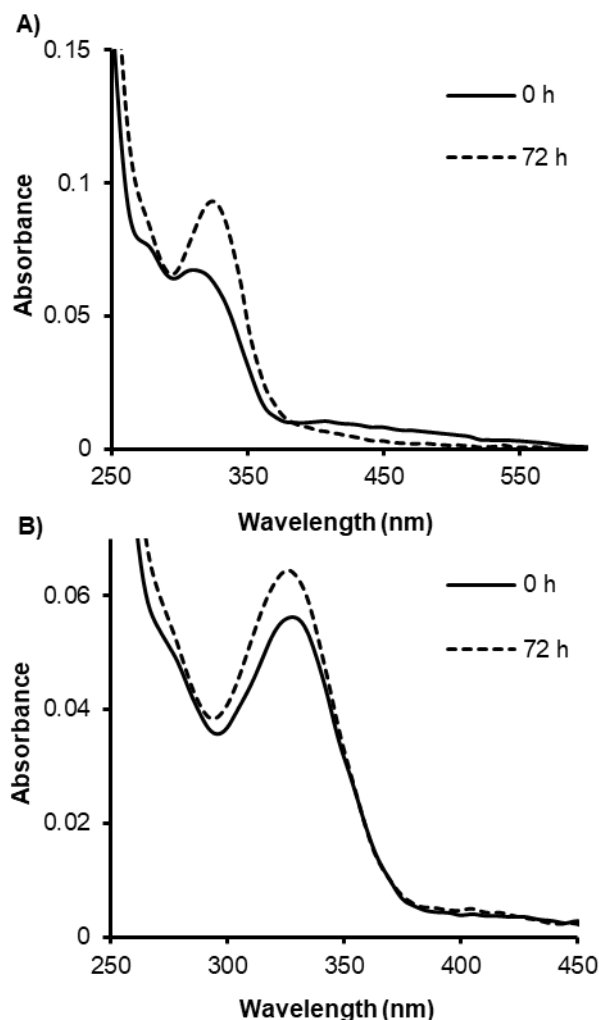 A)
0.15
0 h
72 h
0.1
Absorbance
0.05
0
250 350 450 550
Wavelength (nm)
B)
0 h
0.06
72 h
Absorbance
0.04
0.02
0
250 300 350 400 450
Wavelength (nm)